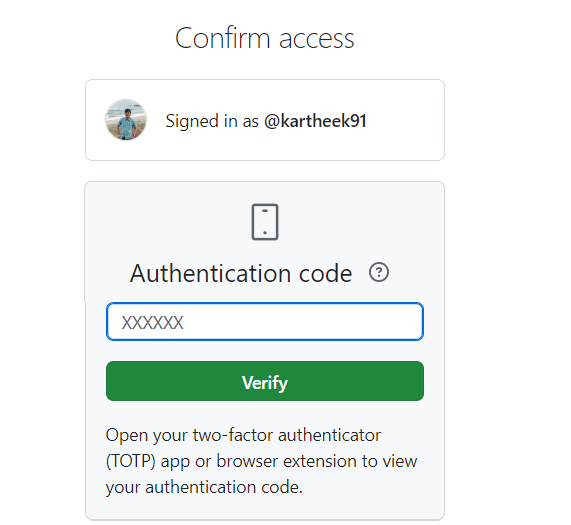 Confirm access
Signed in as @kartheek91
Authentication code ?
XXXXXX
Verify
Open your two-factor authenticator
(TOTP) app or browser extension to view
your authentication code.